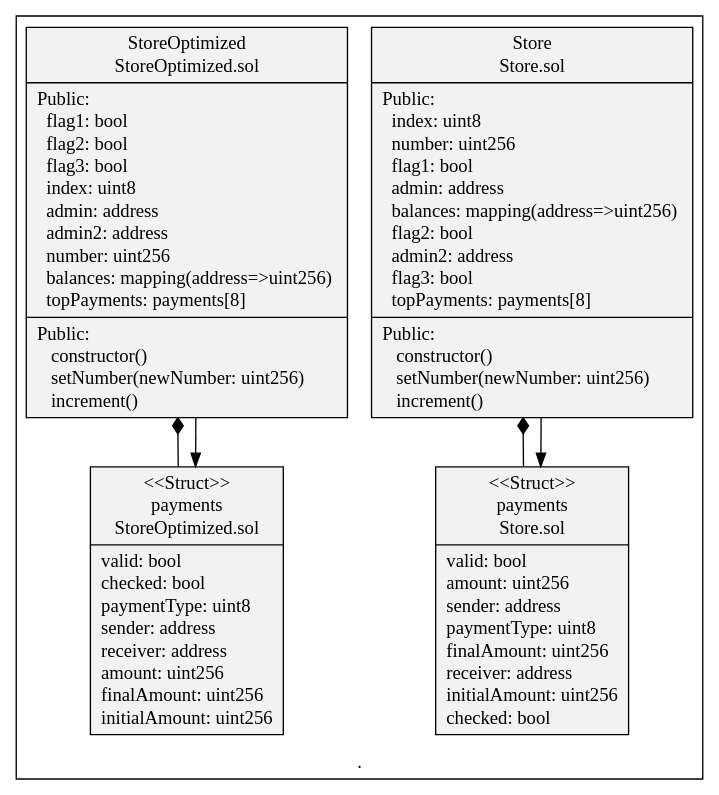 StoreOptimized
StoreOptimized.sol
Public:
flag1: bool
flag2: bool
flag3: bool
index: uint8
admin: address
admin2: address
number: uint256
balances: mapping(address=>uint256)
topPayments: payments[8]
Public:
constructor()
setNumber(newNumber: uint256)
increment()
<<Struct>>
payments
StoreOptimized.sol
valid: bool
checked: bool
paymentType: uint8
sender: address
receiver: address
amount: uint256
finalAmount: uint256
initialAmount: uint256
Store
Store.sol
Public:
index: uint8
number: uint256
flag1: bool
admin: address
balances: mapping(address=>uint256)
flag2: bool
admin2: address
flag3: bool
topPayments: payments[8]
Public:
constructor()
setNumber(newNumber: uint256)
increment()
<<Struct>>
payments
Store.sol
valid: bool
amount: uint256
sender: address
paymentType: uint8
finalAmount: uint256
receiver: address
initialAmount: uint256
checked: bool
.